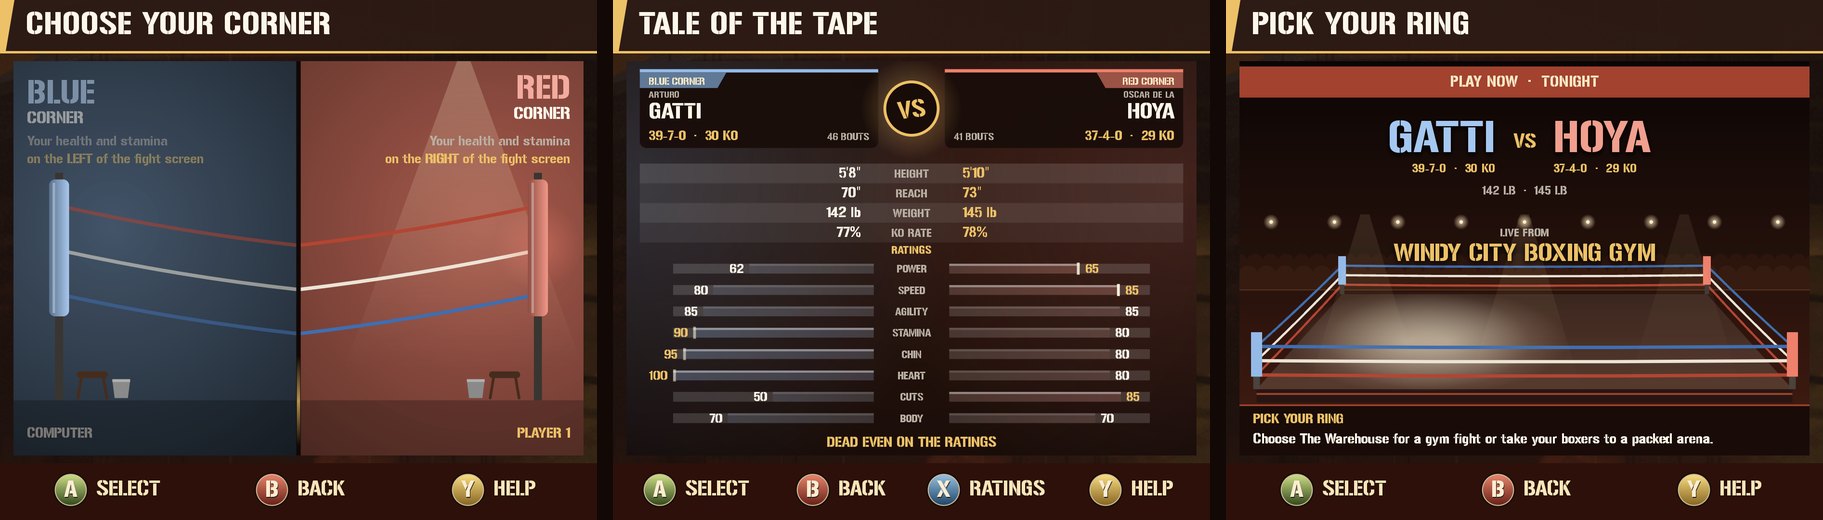 CHOOSE YOUR CORNER
BLUE
CORNER
Your health and stamina
on the LEFT of the fight screen
RED
CORNER
Your health and stamina
on the RIGHT of the fight screen
COMPUTER
PLAYER 1
A SELECT
B BACK
Y HELP
TALE OF THE TAPE
BLUE CORNER
ARTURO
GATTI
39-7-0 · 30 KO
46 BOUTS
VS
RED CORNER
OSCAR DE LA
HOYA
41 BOUTS
37-4-0 · 29 KO
5'8" HEIGHT 5'10"
70" REACH 73"
142 lb WEIGHT 145 lb
77% KO RATE 78%
RATINGS
62 POWER 65
80 SPEED 85
85 AGILITY 85
90 STAMINA 80
95 CHIN 80
100 HEART 80
50 CUTS 85
70 BODY 70
DEAD EVEN ON THE RATINGS
A SELECT
B BACK
X RATINGS
Y HELP
PICK YOUR RING
PLAY NOW · TONIGHT
GATTI VS HOYA
39-7-0 · 30 KO
37-4-0 · 29 KO
142 LB · 145 LB
LIVE FROM
WINDY CITY BOXING GYM
PICK YOUR RING
Choose The Warehouse for a gym fight or take your boxers to a packed arena.
A SELECT
B BACK
Y HELP